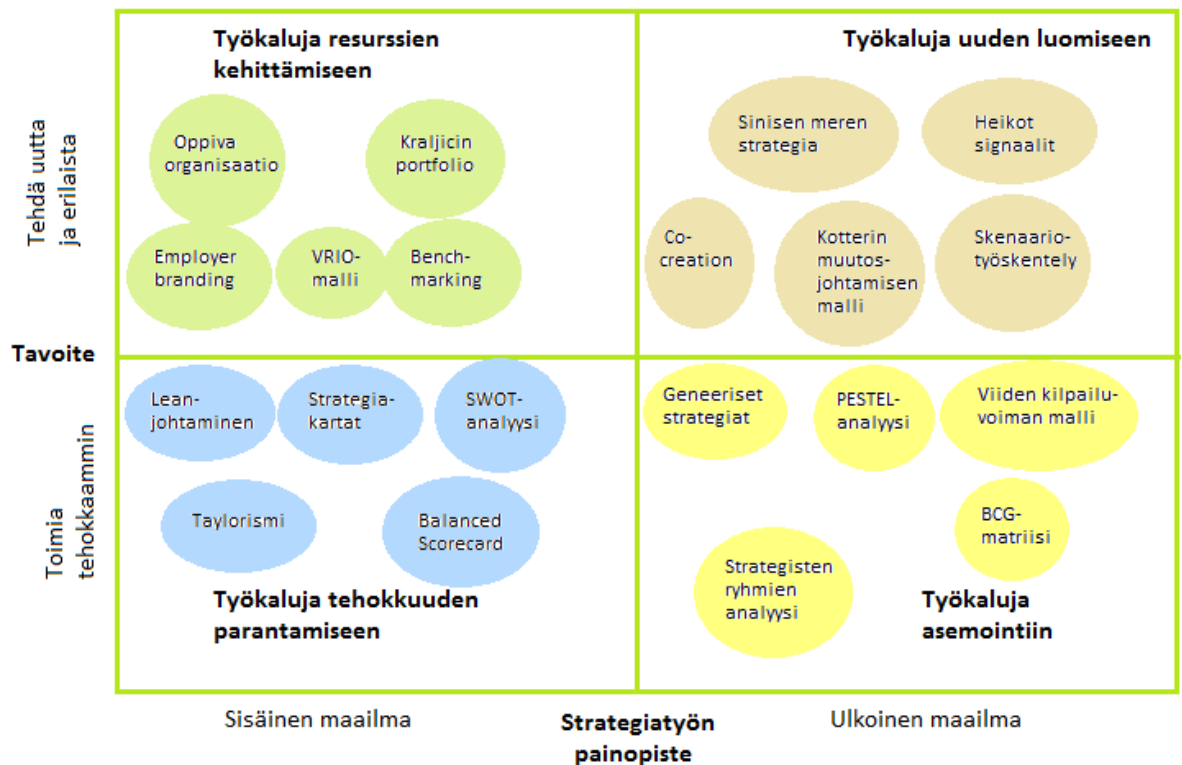 Työkaluja resurssien
kehittämiseen
Työkaluja uuden luomiseen
Oppiva
organisaatio
Kraljicin
portfolio
Sinisen meren
strategia
Heikot
signaalit
Tehdä uutta
ja erilaista
Employer
branding
VRIO-
malli
Bench-
marking
Co-
creation
Kotterin
muutos-
johtamisen
malli
Skenaario-
työskentely
Tavoite
Lean-
johtaminen
Strategia-
kartat
SWOT-
analyysi
Geneeriset
strategiat
PESTEL-
analyysi
Viiden kilpailu-
voiman malli
Toimia
tehokkaammin
Taylorismi
Balanced
Scorecard
BCG-
matriisi
Strategisten
ryhmien
analyysi
Työkaluja tehokkuuden
parantamiseen
Työkaluja
asemointiin
Sisäinen maailma
Strategiatyön
painopiste
Ulkoinen maailma